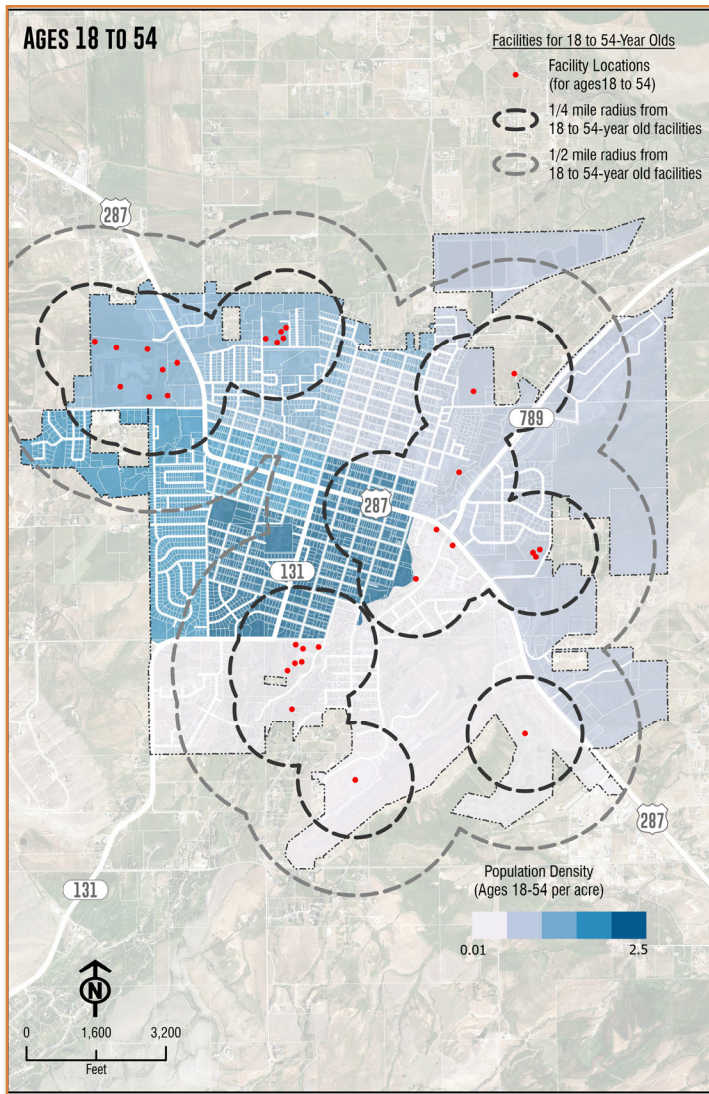 AGES 18 TO 54
Facilities for 18 to 54-Year Olds
Facility Locations
(for ages18 to 54)
1/4 mile radius from
18 to 54-year old facilities
1/2 mile radius from
18 to 54-year old facilities
287
789
287
131
287
131
Population Density
(Ages 18-54 per acre)
0.01
2.5
N
0
1,600
3,200
Feet